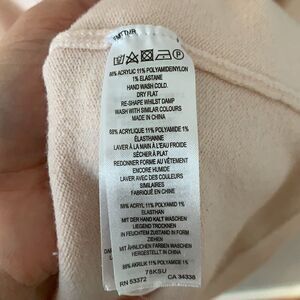 88% ACRYLIC 11% POLYAMIDE/NYLON
1% ELASTANE
HAND WASH COLD.
DRY FLAT
RE-SHAPE WHILST DAMP
WASH WITH SIMILAR COLOURS
MADE IN CHINA
88% ACRYLIQUE 11% POLYAMIDE 1%
ÉLASTHANNE
LAVER À LA MAIN À L'EAU FROIDE
SÉCHER À PLAT
REDONNER FORME AU VÊTEMENT
ENCORE HUMIDE
LAVER AVEC DES COULEURS
SIMILAIRES
FABRIQUÉ EN CHINE
88% ACRYL 11% POLYAMID 1%
ELASTHAN
MIT DER HAND KALT WASCHEN
LIEGEND TROCKNEN
IN FEUCHTEM ZUSTAND IN FORM
ZIEHEN
MIT ÄHNLICHEN FARBEN WASCHEN
HERGESTELLT IN CHINA
88% AKRILIK 11% POLYAMID 1%
78KSU
RN 53372 CA 34338